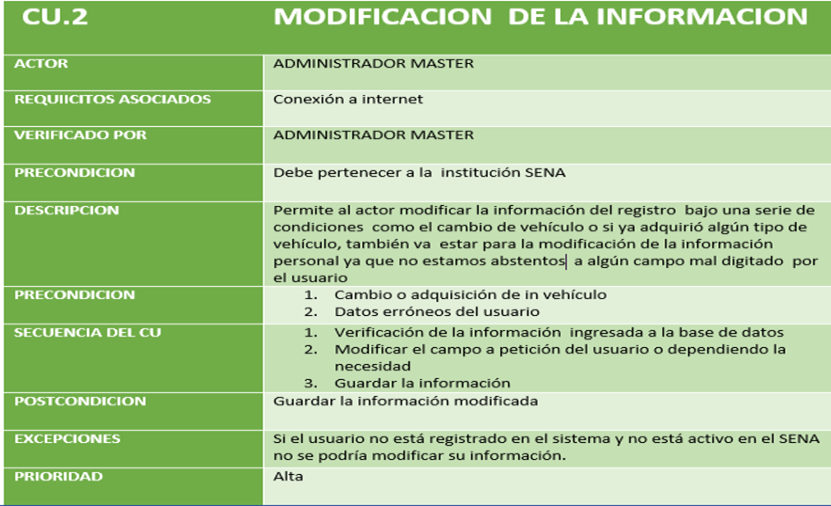 CU.2 MODIFICACION DE LA INFORMACION
ACTOR ADMINISTRADOR MASTER
REQUIICITOS ASOCIADOS Conexión a internet
VERIFICADO POR ADMINISTRADOR MASTER
PRECONDICION Debe pertenecer a la institución SENA
DESCRIPCION Permite al actor modificar la información del registro bajo una serie de
condiciones como el cambio de vehículo o si ya adquirió algún tipo de
vehículo, también va estar para la modificación de la información
personal ya que no estamos abstentos a algún campo mal digitado por
el usuario
PRECONDICION 1. Cambio o adquisición de in vehículo
2. Datos erróneos del usuario
SECUENCIA DEL CU 1. Verificación de la información ingresada a la base de datos
2. Modificar el campo a petición del usuario o dependiendo la
necesidad
3. Guardar la información
POSTCONDICION Guardar la información modificada
EXCEPCIONES Si el usuario no está registrado en el sistema y no está activo en el SENA
no se podría modificar su información.
PRIORIDAD Alta